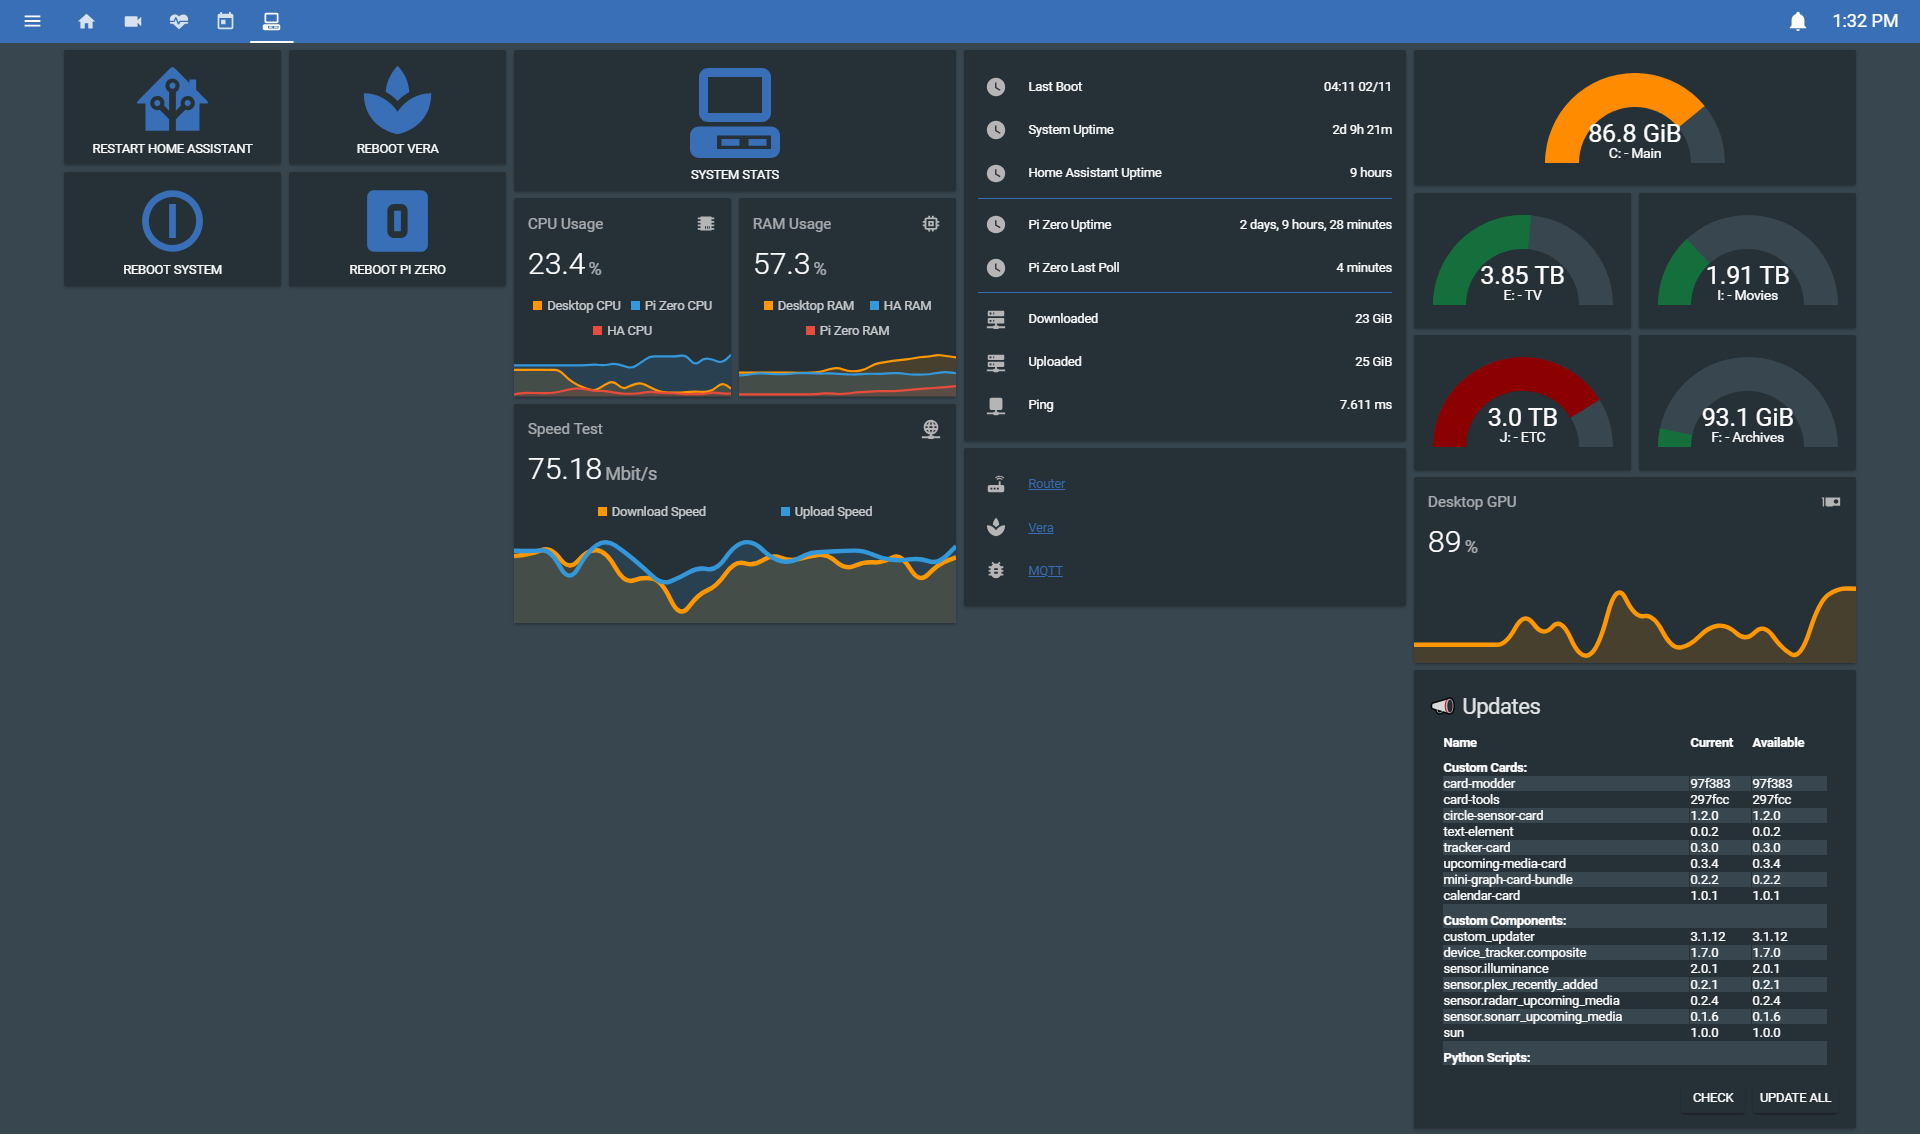 1:32 PM
RESTART HOME ASSISTANT
REBOOT VERA
REBOOT SYSTEM
REBOOT PI ZERO
SYSTEM STATS
CPU Usage
23.4 %
Desktop CPU Pi Zero CPU
HA CPU
RAM Usage
57.3 %
Desktop RAM HA RAM
Pi Zero RAM
Speed Test
75.18 Mbit/s
Download Speed Upload Speed
Last Boot 04:11 02/11
System Uptime 2d 9h 21m
Home Assistant Uptime 9 hours
Pi Zero Uptime 2 days, 9 hours, 28 minutes
Pi Zero Last Poll 4 minutes
Downloaded 23 GiB
Uploaded 25 GiB
Ping 7.611 ms
Router
Vera
MQTT
86.8 GiB
C: - Main
3.85 TB
E: - TV
1.91 TB
I: - Movies
3.0 TB
J: - ETC
93.1 GiB
F: - Archives
Desktop GPU
89 %
Updates
Name Current Available
Custom Cards:
card-modder 97f383 97f383
card-tools 297fcc 297fcc
circle-sensor-card 1.2.0 1.2.0
text-element 0.0.2 0.0.2
tracker-card 0.3.0 0.3.0
upcoming-media-card 0.3.4 0.3.4
mini-graph-card-bundle 0.2.2 0.2.2
calendar-card 1.0.1 1.0.1
Custom Components:
custom_updater 3.1.12 3.1.12
device_tracker.composite 1.7.0 1.7.0
sensor.illuminance 2.0.1 2.0.1
sensor.plex_recently_added 0.2.1 0.2.1
sensor.radarr_upcoming_media 0.2.4 0.2.4
sensor.sonarr_upcoming_media 0.1.6 0.1.6
sun 1.0.0 1.0.0
Python Scripts:
CHECK UPDATE ALL